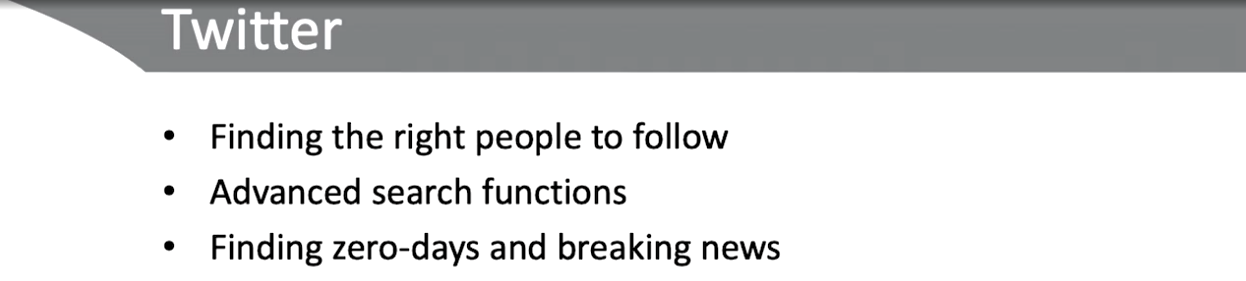 Twitter
• Finding the right people to follow
• Advanced search functions
• Finding zero-days and breaking news